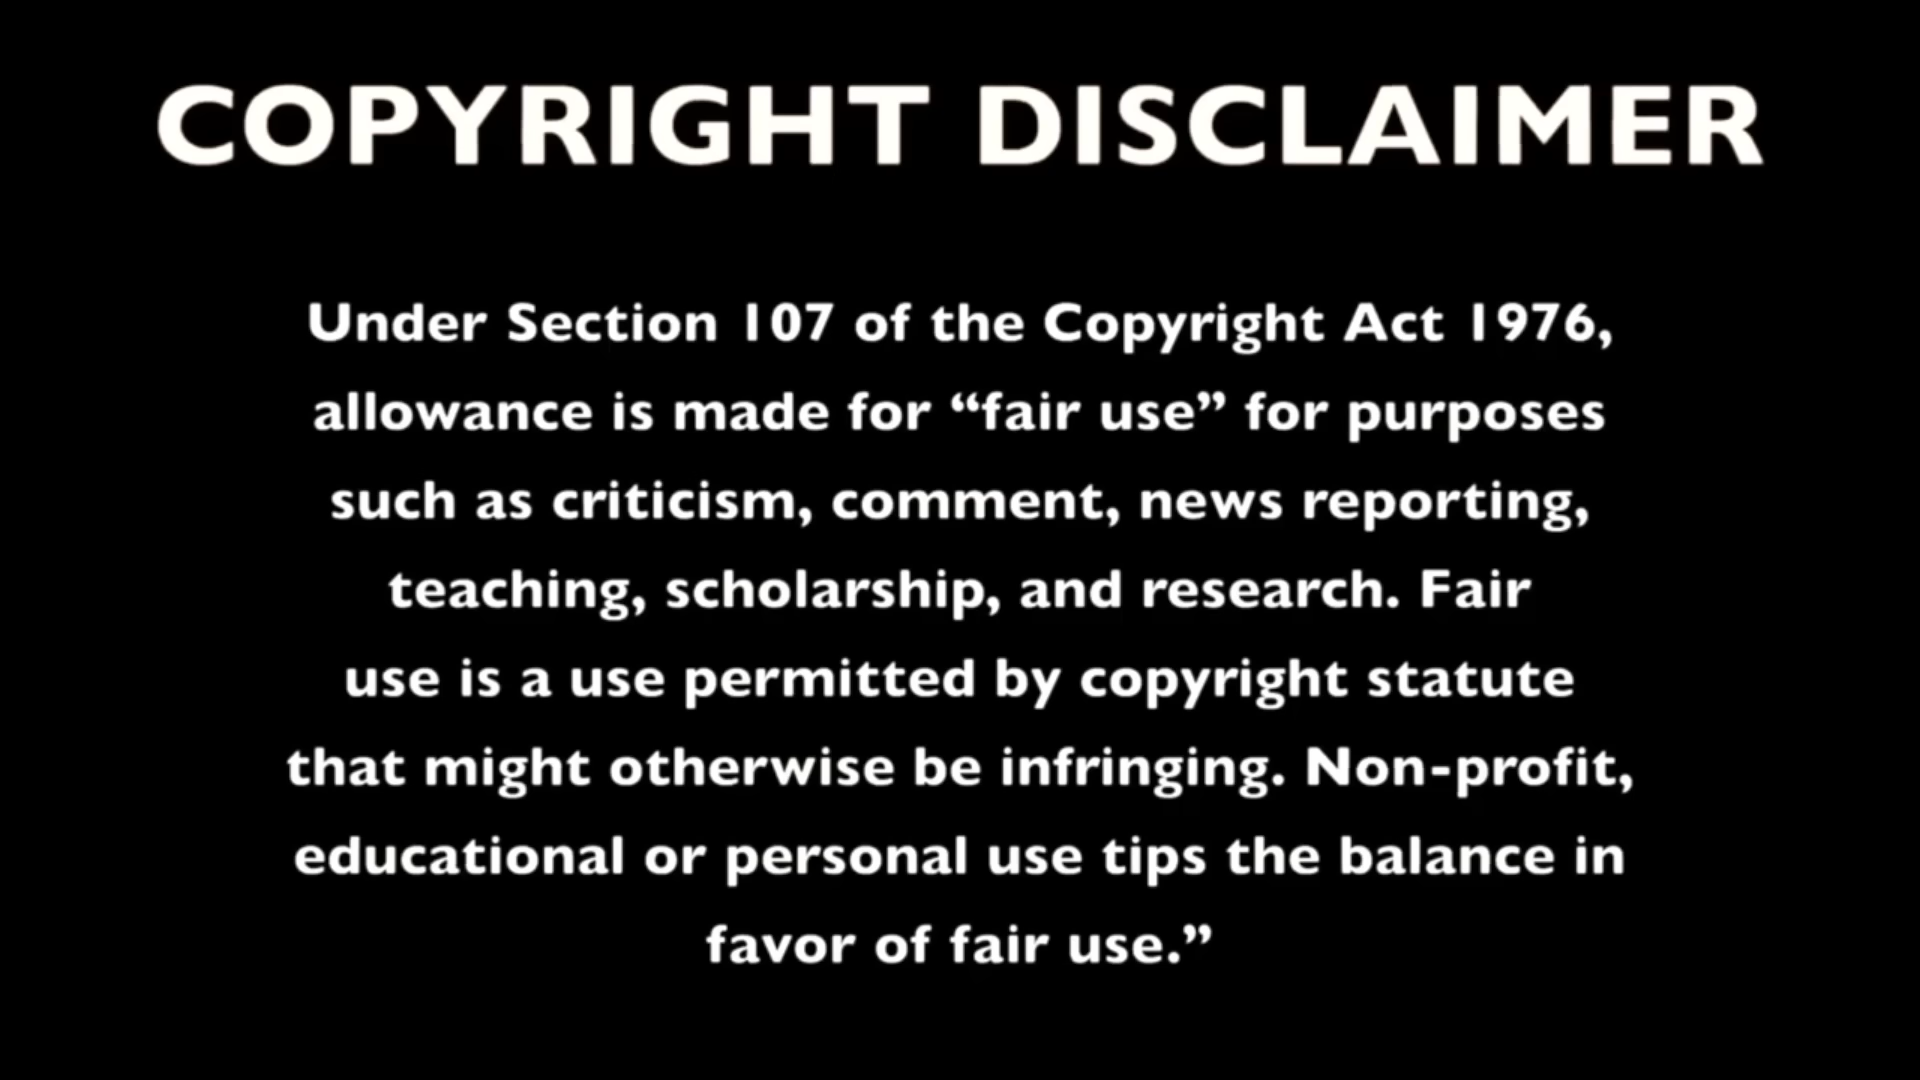 COPYRIGHT DISCLAIMER
Under Section 107 of the Copyright Act 1976,
allowance is made for “fair use” for purposes
such as criticism, comment, news reporting,
teaching, scholarship, and research. Fair
use is a use permitted by copyright statute
that might otherwise be infringing. Non-profit,
educational or personal use tips the balance in
favor of fair use.”